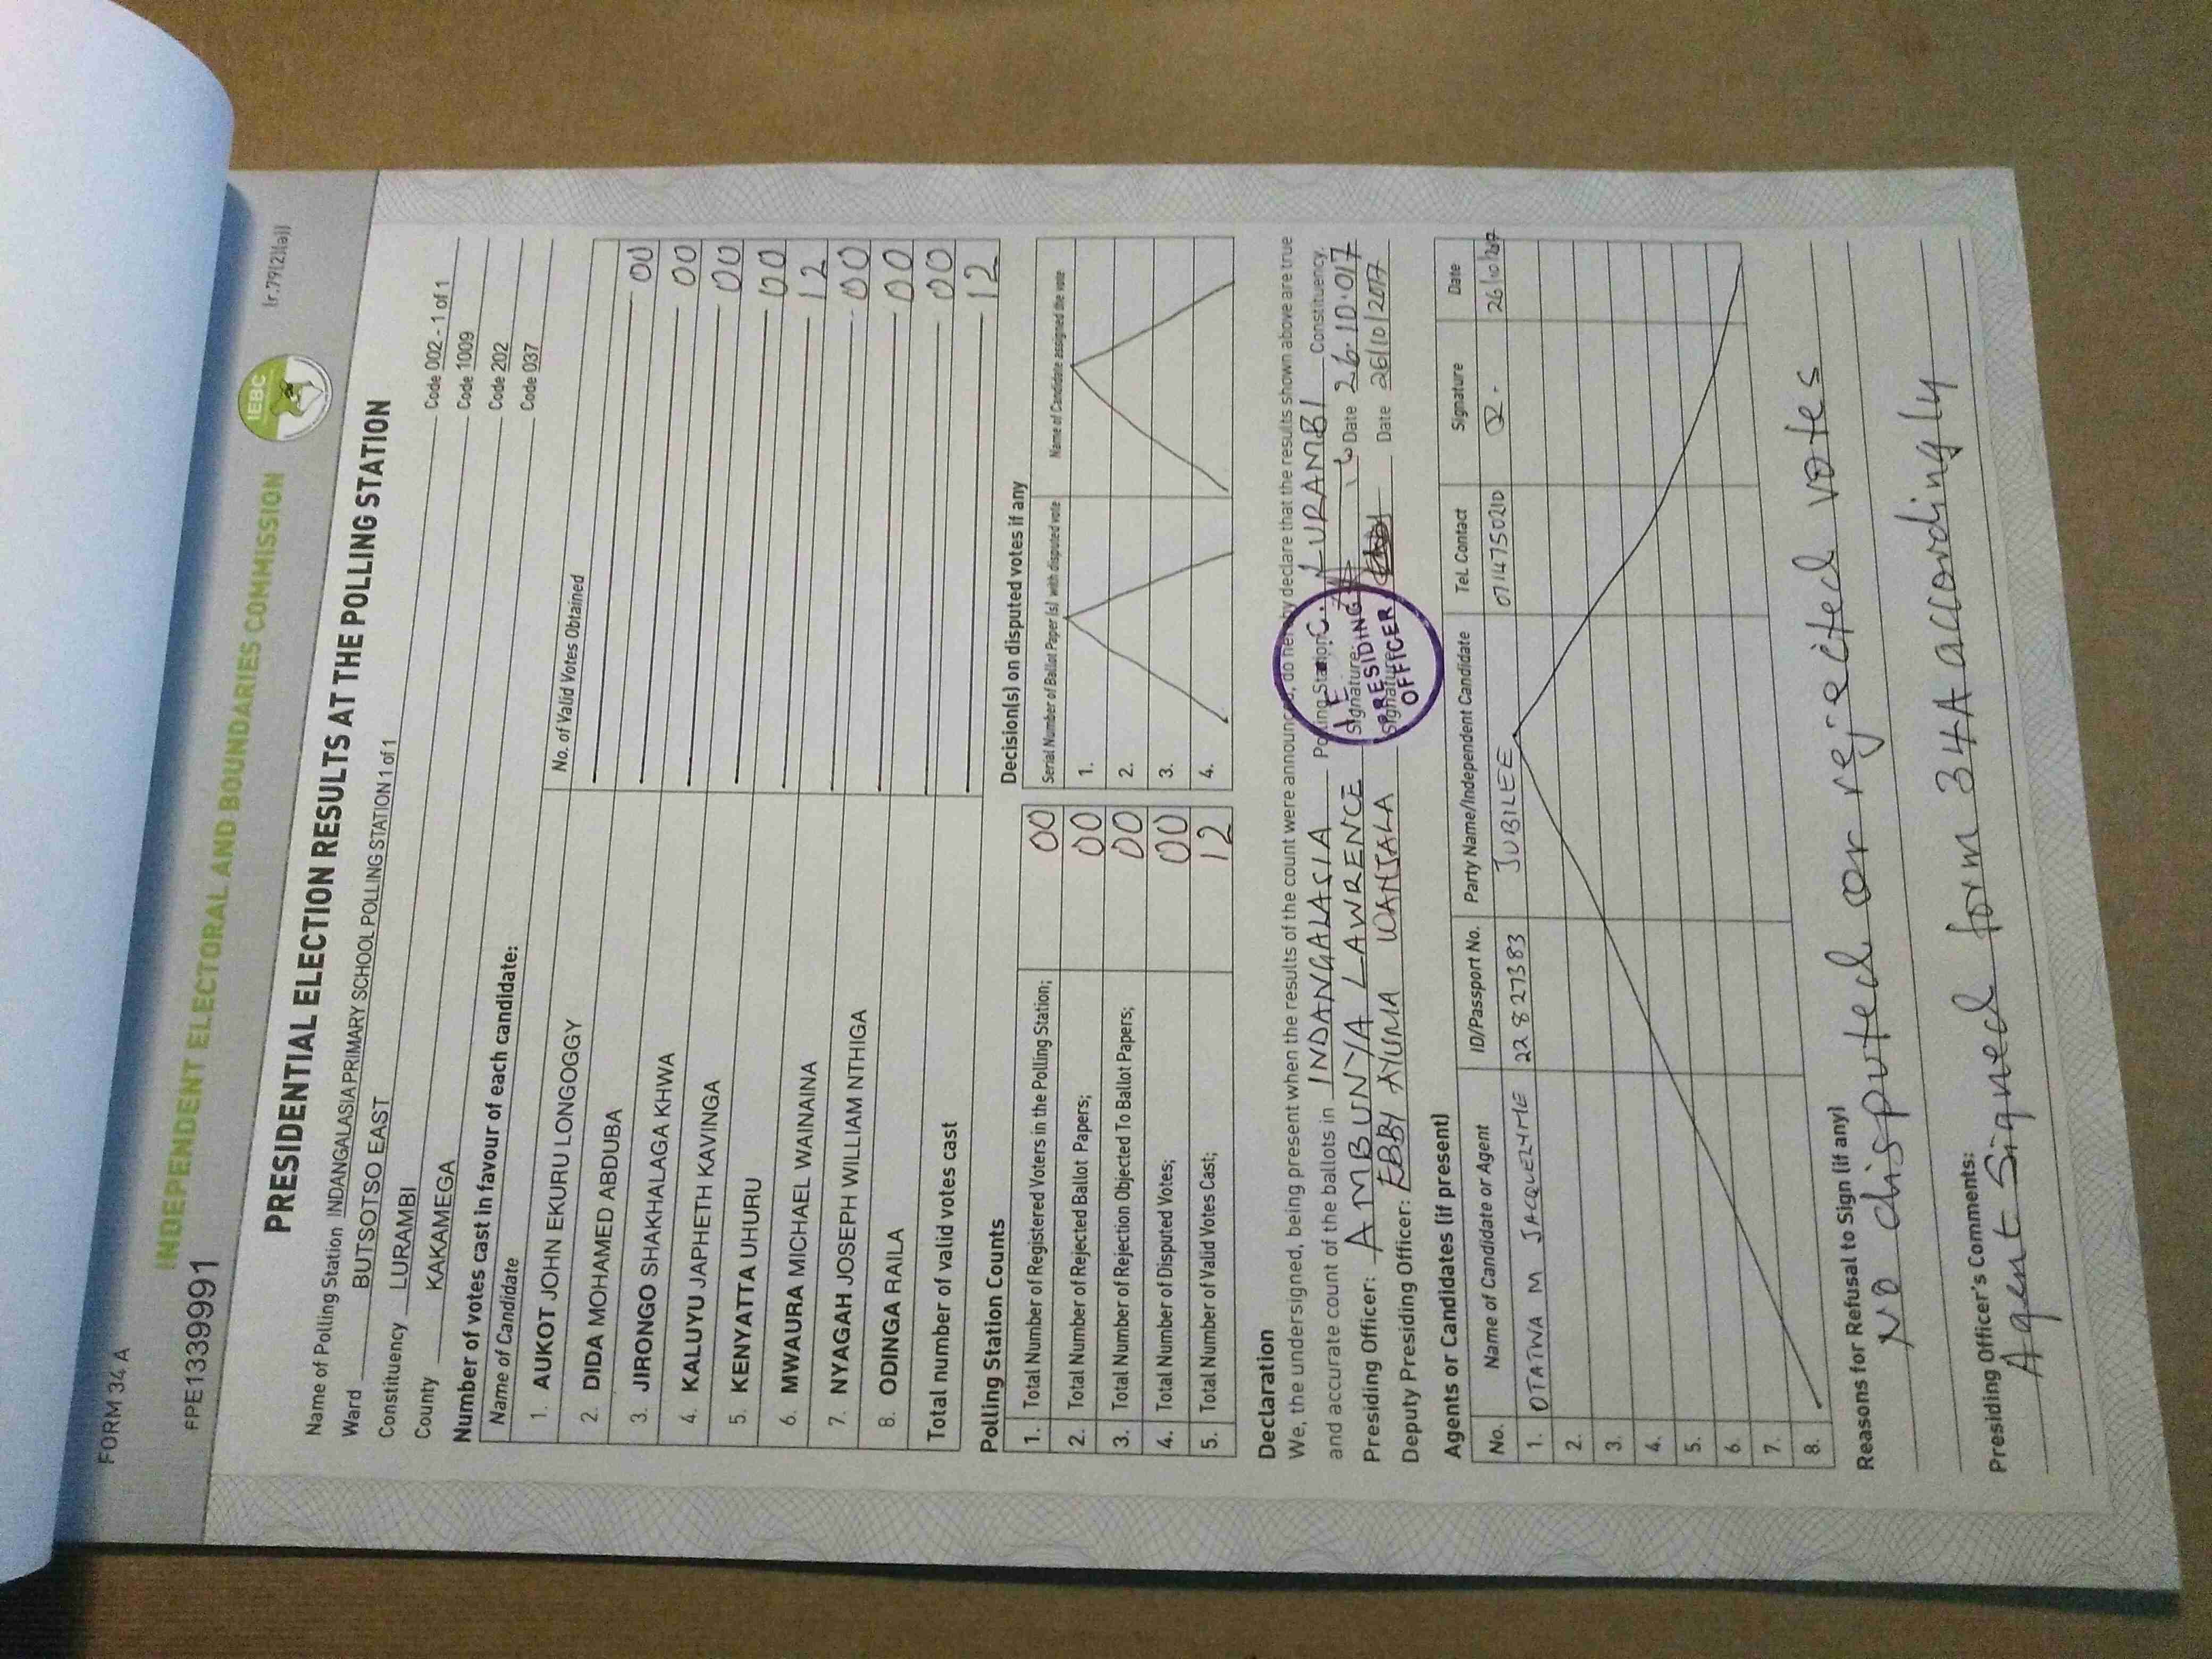 FORM 34 A
(r.79(2)(a))
FPE1339991
INDEPENDENT ELECTORAL AND BOUNDARIES COMMISSION
IEBC
PRESIDENTIAL ELECTION RESULTS AT THE POLLING STATION
Name of Polling Station INDANGALASIA PRIMARY SCHOOL POLLING STATION 1 of 1 Code 002 - 1 of 1
Ward BUTSOTSO EAST Code 1009
Constituency LURAMBI Code 202
County KAKAMEGA Code 037
Number of votes cast in favour of each candidate:
Name of Candidate No. of Valid Votes Obtained
1. AUKOT JOHN EKURU LONGOGGY 00
2. DIDA MOHAMED ABDUBA 00
3. JIRONGO SHAKHALAGA KHWA 00
4. KALUYU JAPHETH KAVINGA 00
5. KENYATTA UHURU 12
6. MWAURA MICHAEL WAINAINA 00
7. NYAGAH JOSEPH WILLIAM NTHIGA 00
8. ODINGA RAILA 00
Total number of valid votes cast 12
Polling Station Counts
1. Total Number of Registered Voters in the Polling Station; 00
2. Total Number of Rejected Ballot Papers; 00
3. Total Number of Rejection Objected To Ballot Papers; 00
4. Total Number of Disputed Votes; 00
5. Total Number of Valid Votes Cast; 12
Decision(s) on disputed votes if any
Serial Number of Ballot Paper (s) with disputed vote Name of Candidate assigned the vote
1.
2.
3.
4.
Declaration
We, the undersigned, being present when the results of the count were announced, do hereby declare that the results shown above are true
and accurate count of the ballots in INDANGALASIA Polling Station LURAMBI Constituency.
Presiding Officer: AMBUNYA LAWRENCE Signature: Date 26.10.017
Deputy Presiding Officer: EBBY AYUMA WANJALA Signature: Date 26/10/2017
PRESIDING
OFFICER
Agents or Candidates (if present)
No. Name of Candidate or Agent ID/Passport No. Party Name/Independent Candidate Tel. Contact Signature Date
1. OTATWA M JACQUELYNE 22827383 JUBILEE 0714750210 26/10/2017
2.
3.
4.
5.
6.
7.
8.
Reasons for Refusal to Sign (if any)
No disputed or rejected votes
Presiding Officer's Comments:
Agent Signed form 34A accordingly